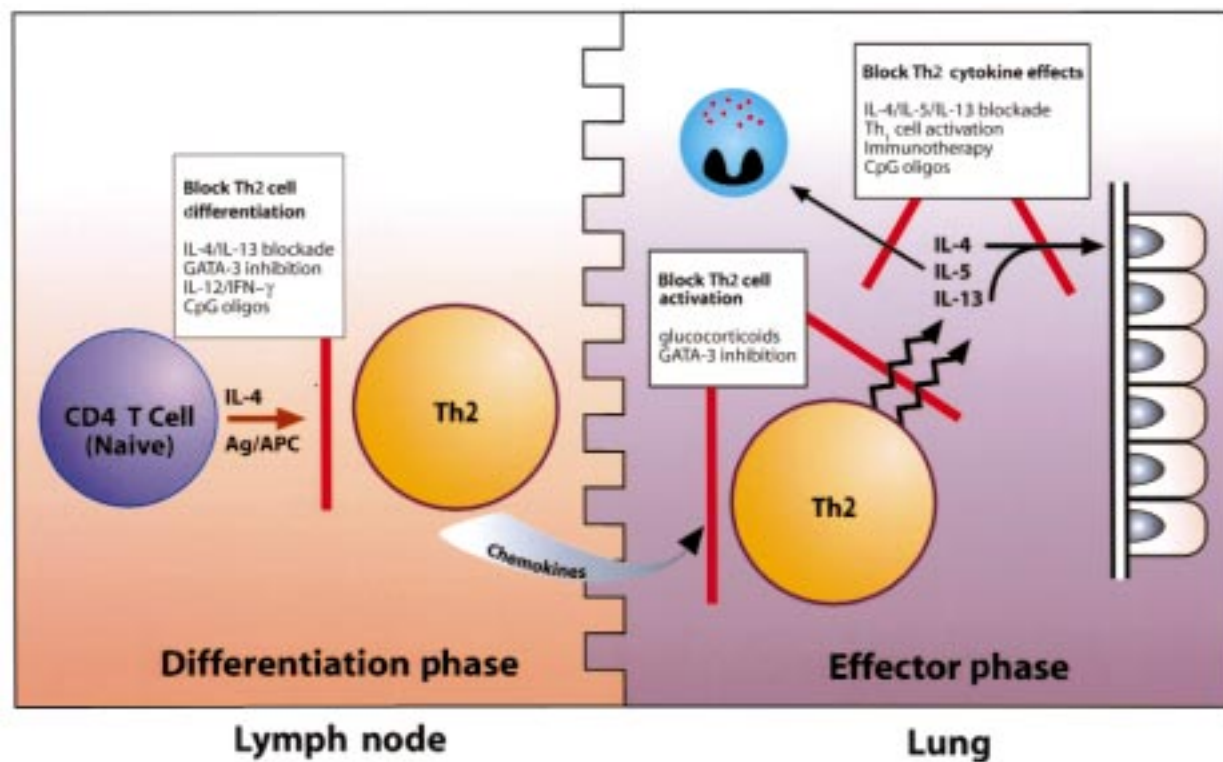 Block Th2 cell
differentiation
IL-4/IL-13 blockade
GATA-3 inhibition
IL-12/IFN-γ
CpG oligos
CD4 T Cell
(Naive)
IL-4
Ag/APC
Th2
Chemokines
Differentiation phase
Lymph node
Block Th2 cytokine effects
IL-4/IL-5/IL-13 blockade
Th1 cell activation
Immunotherapy
CpG oligos
Block Th2 cell
activation
glucocorticoids
GATA-3 inhibition
IL-4
IL-5
IL-13
Th2
Effector phase
Lung